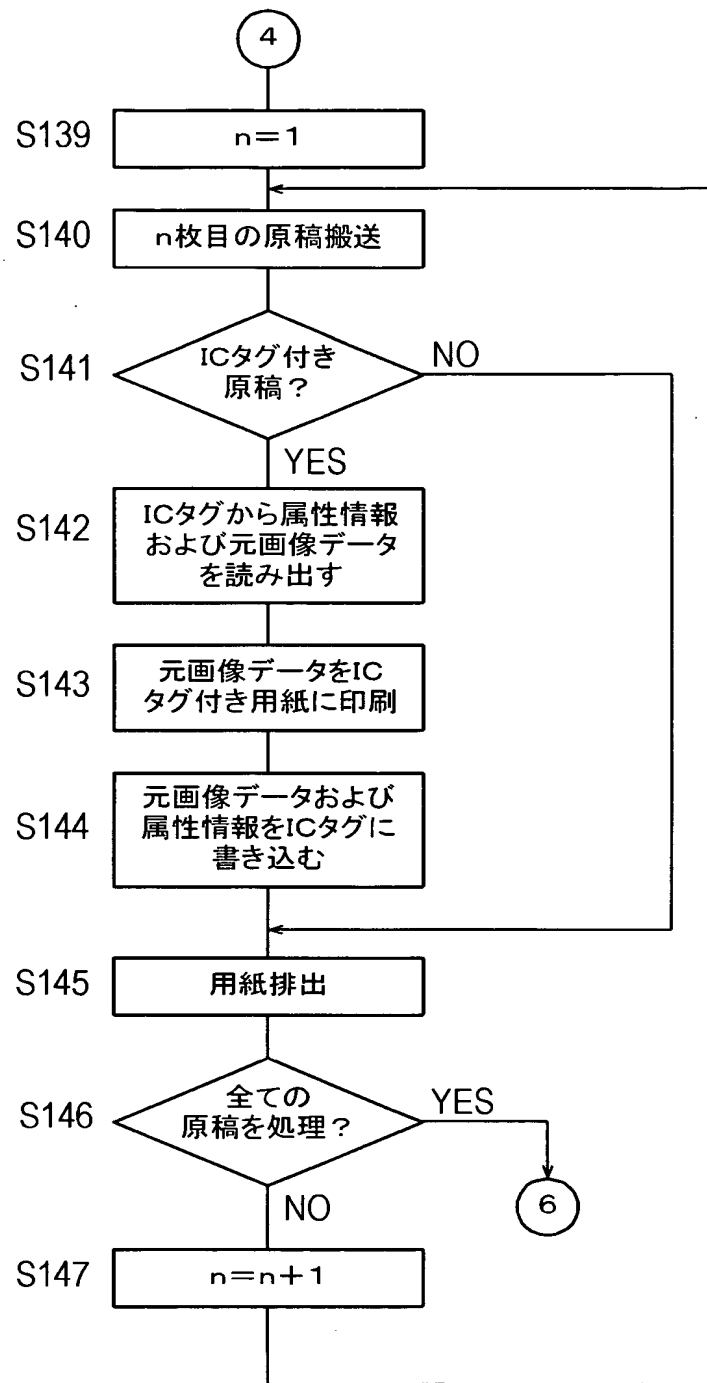 4
S139
n=1
S140
n枚目の原稿搬送
S141
ICタグ付き
原稿？
NO
YES
S142
ICタグから属性情報
および元画像データ
を読み出す
S143
元画像データをIC
タグ付き用紙に印刷
S144
元画像データおよび
属性情報をICタグに
書き込む
S145
用紙排出
S146
全ての
原稿を処理？
YES
6
NO
S147
n=n+1